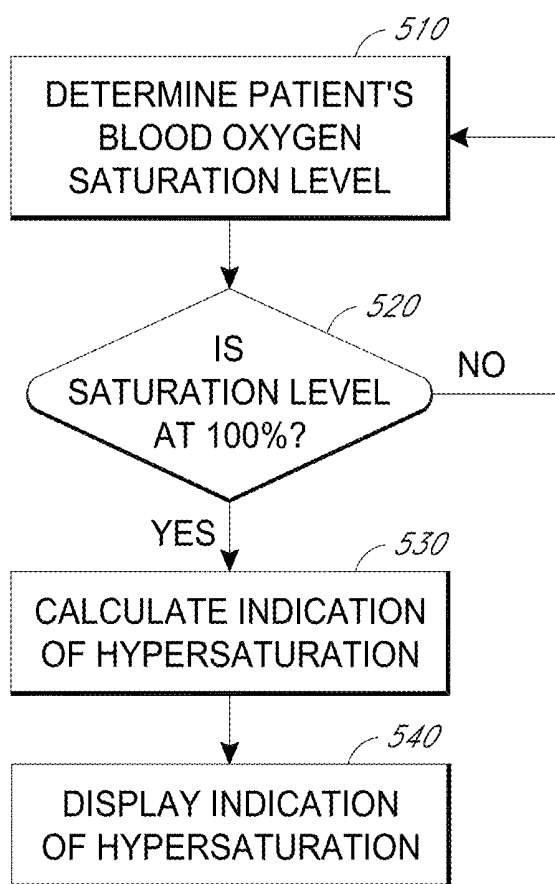 510
DETERMINE PATIENT'S
BLOOD OXYGEN
SATURATION LEVEL
520
IS
SATURATION LEVEL
AT 100%?
NO
YES
530
CALCULATE INDICATION
OF HYPERSATURATION
540
DISPLAY INDICATION
OF HYPERSATURATION